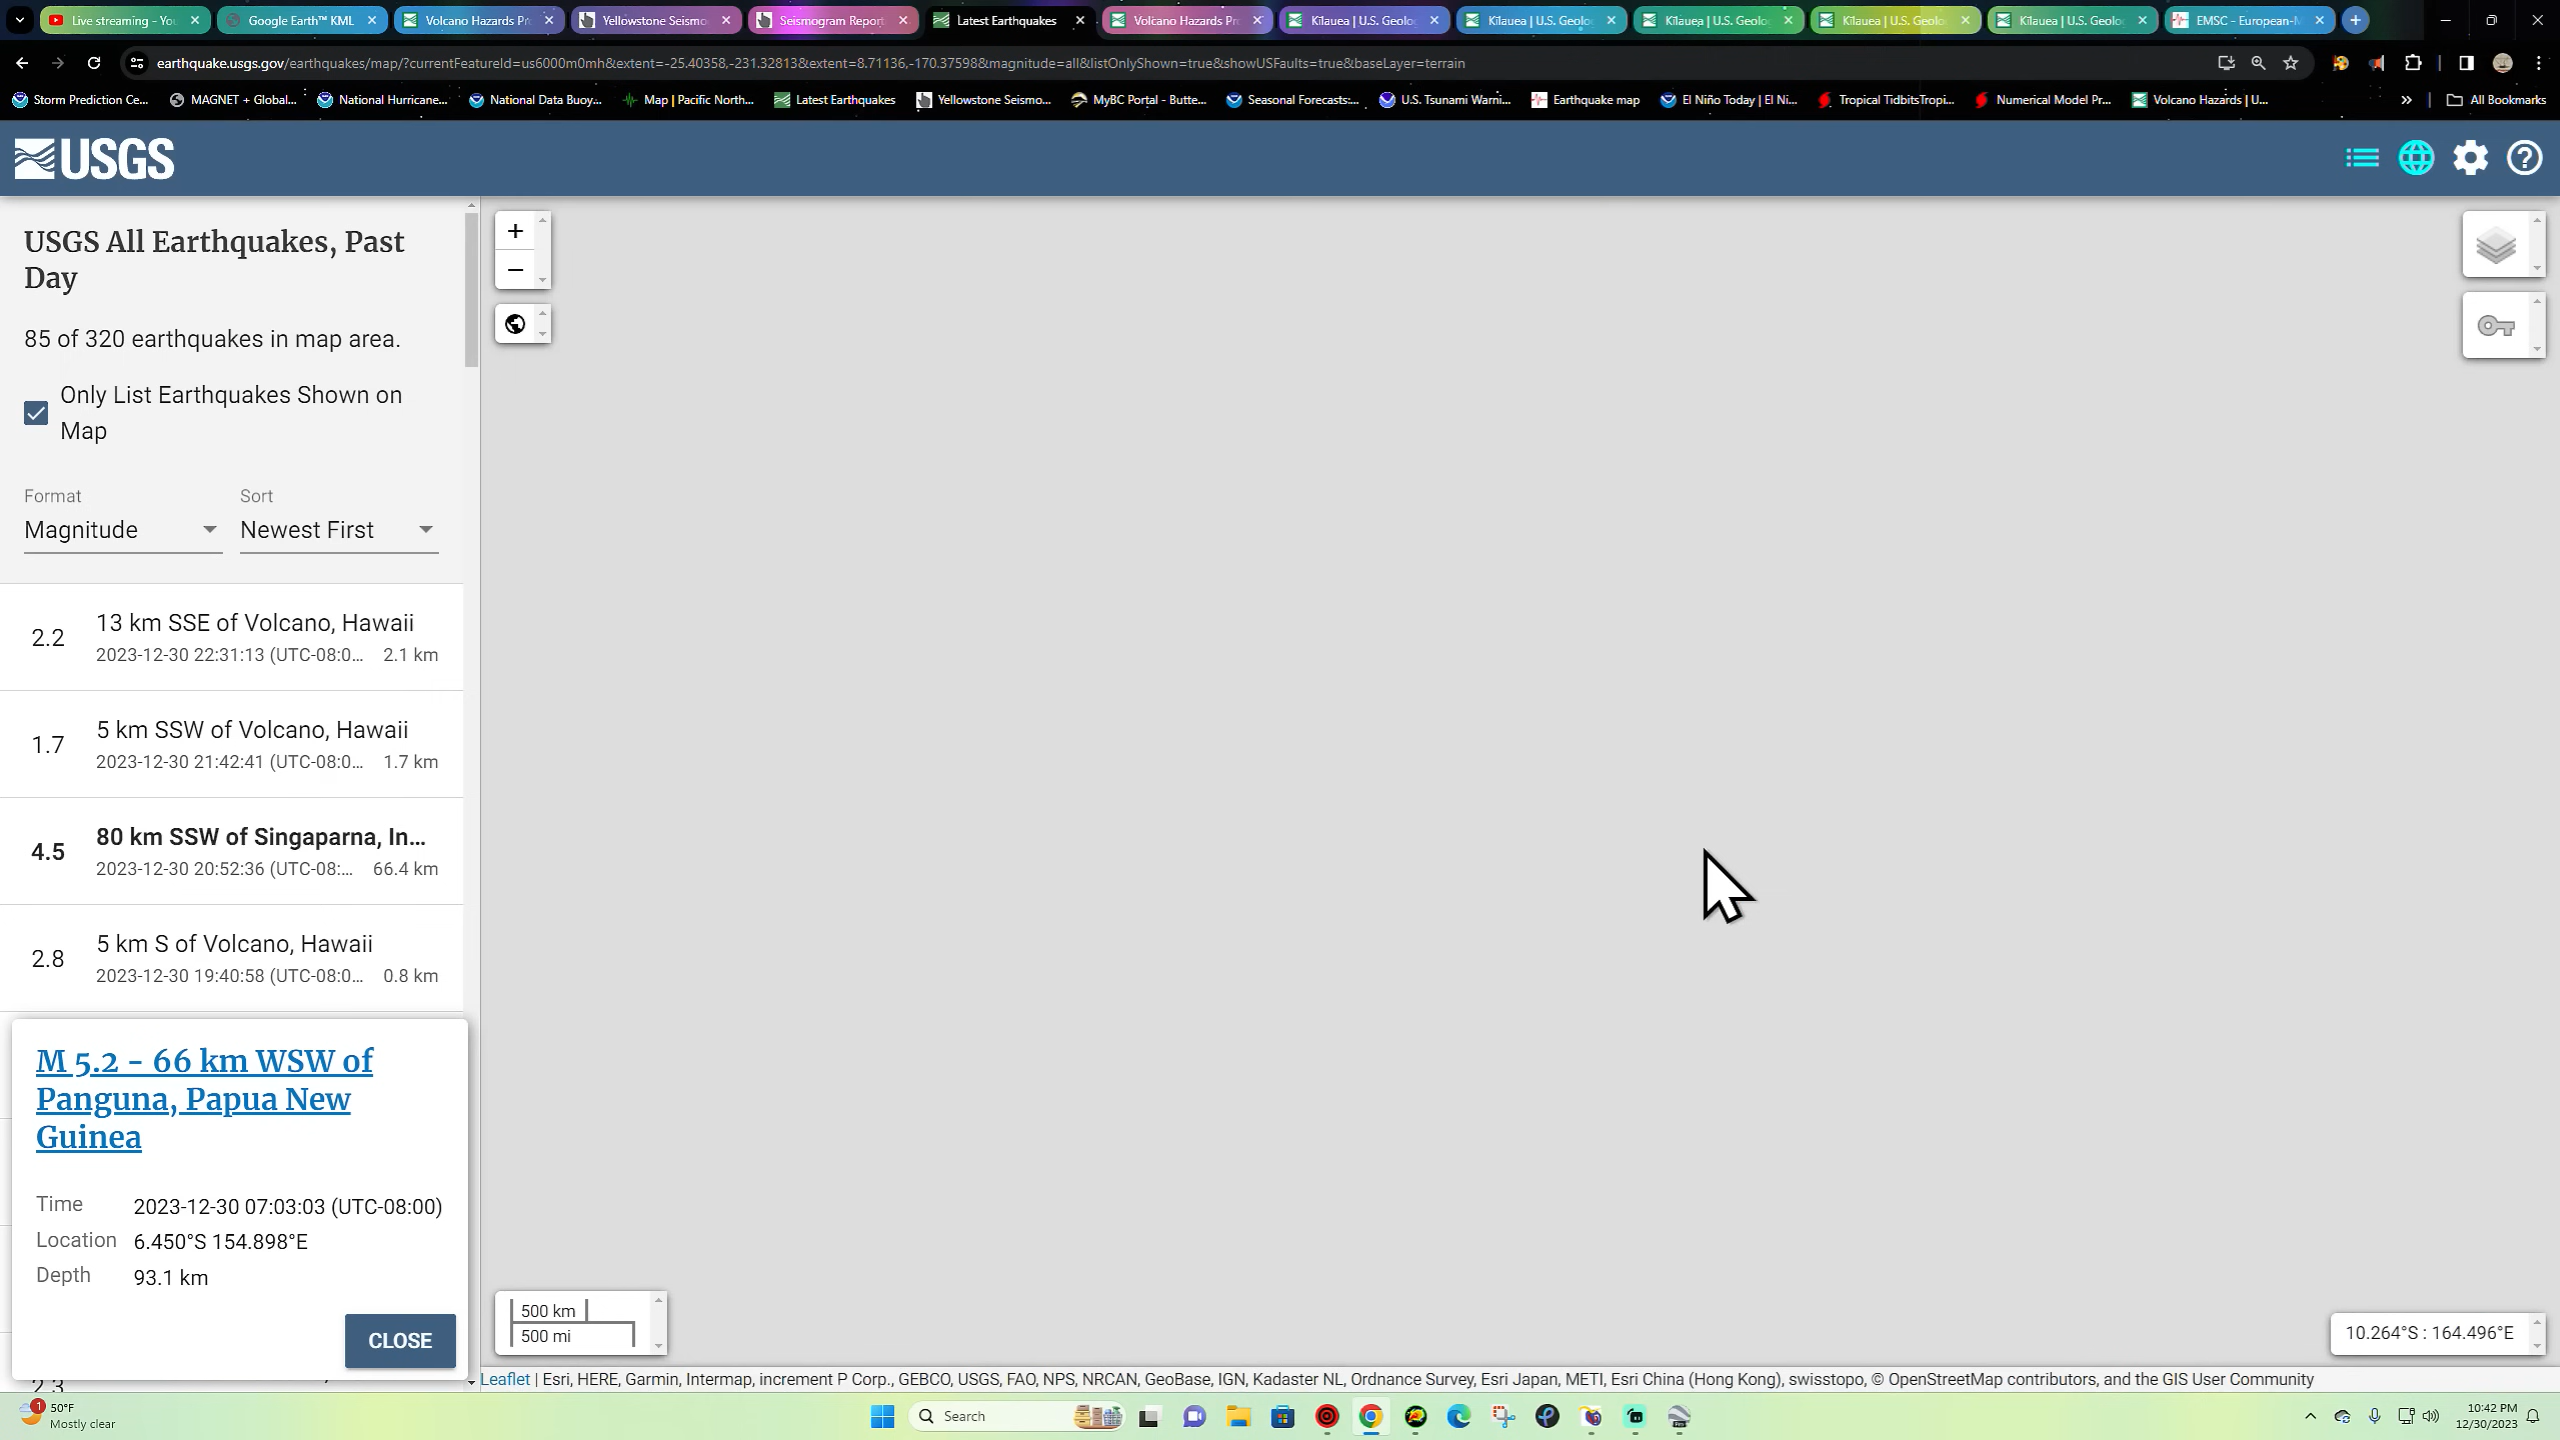 Live streaming - Yo
Google Earth™ KML
Volcano Hazards Pr
Yellowstone Seismo
Seismogram Report
Latest Earthquakes
Volcano Hazards Pr
Kīlauea | U.S. Geolo
Kīlauea | U.S. Geolo
Kīlauea | U.S. Geolo
Kīlauea | U.S. Geolo
Kīlauea | U.S. Geolo
EMSC - European-M
earthquake.usgs.gov/earthquakes/map/?currentFeatureId=us6000m0mh&extent=-25.40358,-231.32813&extent=8.71136,-170.37598&magnitude=all&listOnlyShown=true&showUSFaults=true&baseLayer=terrain
Storm Prediction Ce...
MAGNET + Global...
National Hurricane...
National Data Buoy...
Map | Pacific North...
Latest Earthquakes
Yellowstone Seismo...
MyBC Portal - Butte...
Seasonal Forecasts:...
U.S. Tsunami Warni...
Earthquake map
El Niño Today | El Ni...
Tropical TidbitsTropi...
Numerical Model Pr...
Volcano Hazards | U...
All Bookmarks
USGS
USGS All Earthquakes, Past
Day
85 of 320 earthquakes in map area.
Only List Earthquakes Shown on
Map
Format
Sort
Magnitude
Newest First
2.2
13 km SSE of Volcano, Hawaii
2023-12-30 22:31:13 (UTC-08:0... 2.1 km
1.7
5 km SSW of Volcano, Hawaii
2023-12-30 21:42:41 (UTC-08:0... 1.7 km
4.5
80 km SSW of Singaparna, In...
2023-12-30 20:52:36 (UTC-08:... 66.4 km
2.8
5 km S of Volcano, Hawaii
2023-12-30 19:40:58 (UTC-08:0... 0.8 km
M 5.2 - 66 km WSW of
Panguna, Papua New
Guinea
Time 2023-12-30 07:03:03 (UTC-08:00)
Location 6.450°S 154.898°E
Depth 93.1 km
CLOSE
2.3
500 km
500 mi
10.264°S : 164.496°E
Leaflet | Esri, HERE, Garmin, Intermap, increment P Corp., GEBCO, USGS, FAO, NPS, NRCAN, GeoBase, IGN, Kadaster NL, Ordnance Survey, Esri Japan, METI, Esri China (Hong Kong), swisstopo, © OpenStreetMap contributors, and the GIS User Community
1
50°F
Mostly clear
Search
10:42 PM
12/30/2023